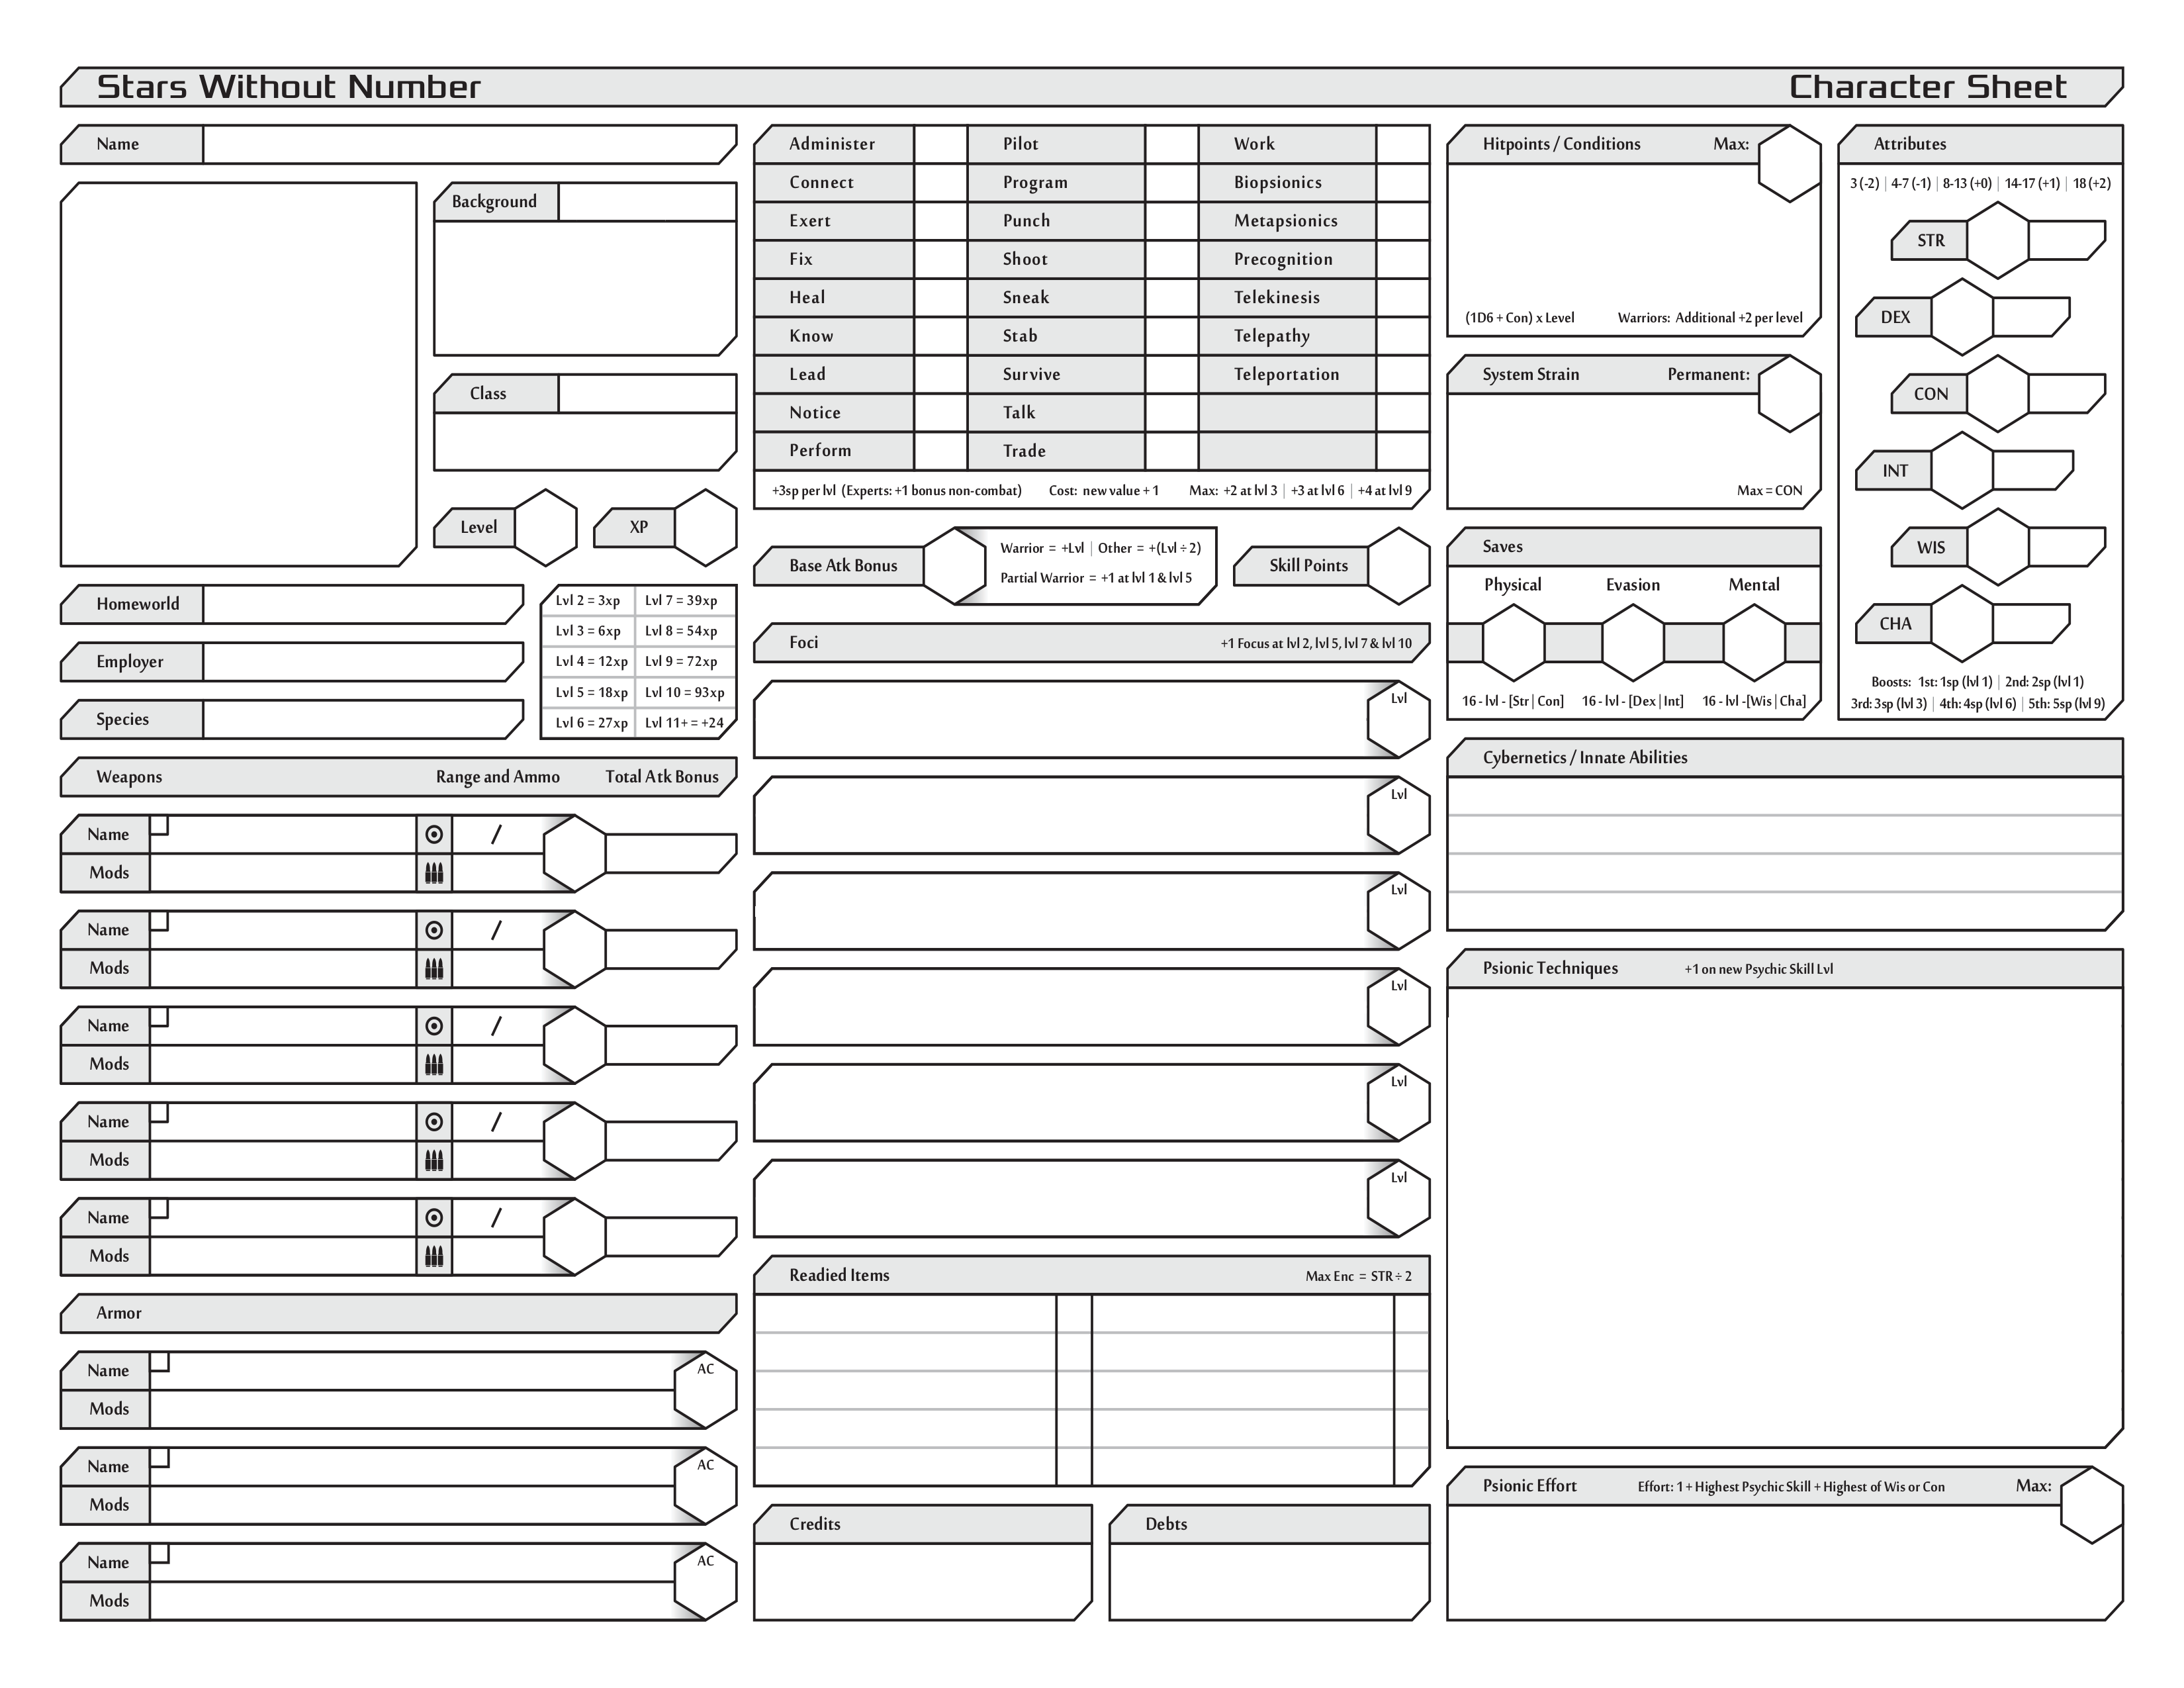 Stars Without Number
Character Sheet
Name
Background
Class
Level
XP
Homeworld
Employer
Species
Lvl 2 = 3xp
Lvl 7 = 39xp
Lvl 3 = 6xp
Lvl 8 = 54xp
Lvl 4 = 12xp
Lvl 9 = 72xp
Lvl 5 = 18xp
Lvl 10 = 93xp
Lvl 6 = 27xp
Lvl 11+ = +24
Weapons
Range and Ammo
Total Atk Bonus
Name
/
Mods
Name
/
Mods
Name
/
Mods
Name
/
Mods
Name
/
Mods
Armor
Name
AC
Mods
Name
AC
Mods
Name
AC
Mods
Administer
Pilot
Work
Connect
Program
Biopsionics
Exert
Punch
Metapsionics
Fix
Shoot
Precognition
Heal
Sneak
Telekinesis
Know
Stab
Telepathy
Lead
Survive
Teleportation
Notice
Talk
Perform
Trade
+3sp per lvl (Experts: +1 bonus non-combat)
Cost: new value + 1
Max: +2 at lvl 3 | +3 at lvl 6 | +4 at lvl 9
Base Atk Bonus
Warrior = +Lvl | Other = +(Lvl ÷ 2)
Partial Warrior = +1 at lvl 1 & lvl 5
Skill Points
Foci
+1 Focus at lvl 2, lvl 5, lvl 7 & lvl 10
Lvl
Lvl
Lvl
Lvl
Lvl
Lvl
Readied Items
Max Enc = STR ÷ 2
Credits
Debts
Hitpoints / Conditions
Max:
(1D6 + Con) x Level
Warriors: Additional +2 per level
System Strain
Permanent:
Max = CON
Saves
Physical
Evasion
Mental
16 - lvl - [Str | Con]
16 - lvl - [Dex | Int]
16 - lvl -[Wis | Cha]
Attributes
3 (-2) | 4-7 (-1) | 8-13 (+0) | 14-17 (+1) | 18 (+2)
STR
DEX
CON
INT
WIS
CHA
Boosts: 1st: 1sp (lvl 1) | 2nd: 2sp (lvl 1)
3rd: 3sp (lvl 3) | 4th: 4sp (lvl 6) | 5th: 5sp (lvl 9)
Cybernetics / Innate Abilities
Psionic Techniques
+1 on new Psychic Skill Lvl
Psionic Effort
Effort: 1 + Highest Psychic Skill + Highest of Wis or Con
Max: